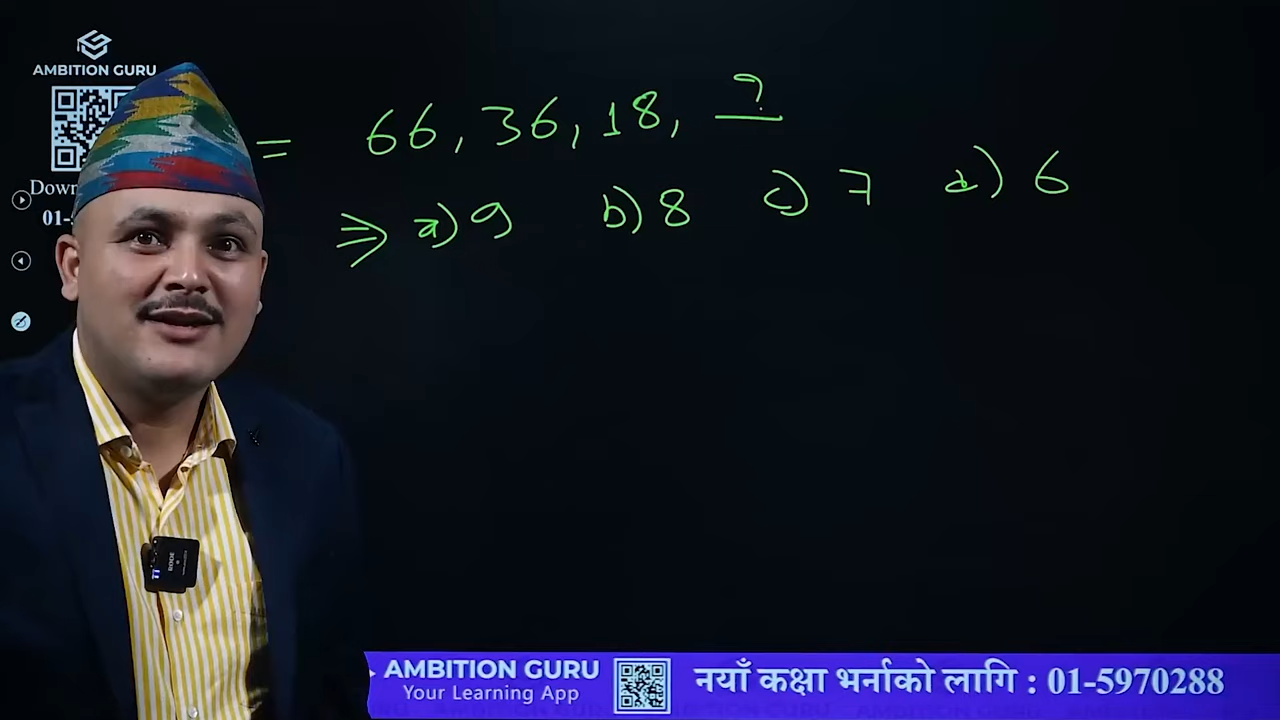 AMBITION GURU
= 66, 36, 18, ?
⇒ a) 9 b) 8 c) 7 d) 6
01-
AMBITION GURU
Your Learning App
नयाँ कक्षा भर्नाको लागि : 01-5970288